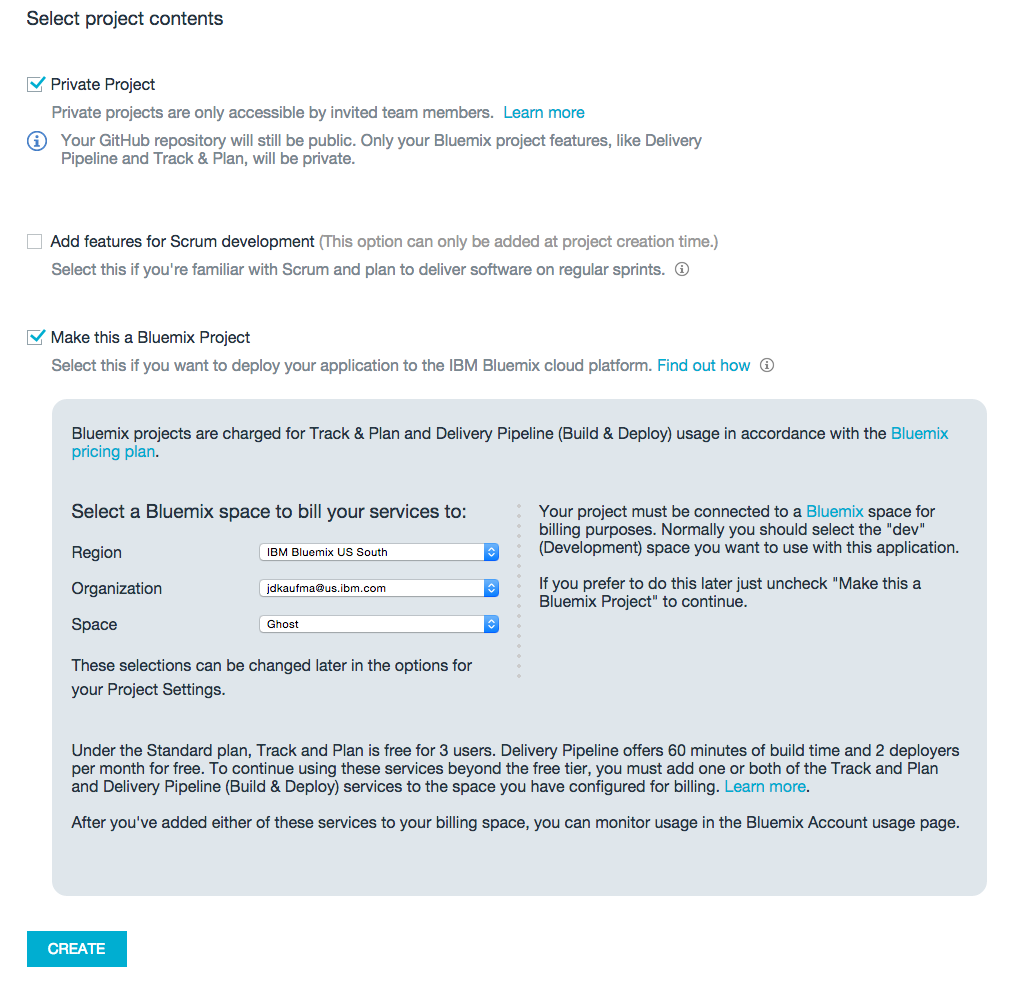 Select project contents
Private Project
Private projects are only accessible by invited team members. Learn more
Your GitHub repository will still be public. Only your Bluemix project features, like Delivery
Pipeline and Track & Plan, will be private.
Add features for Scrum development (This option can only be added at project creation time.)
Select this if you're familiar with Scrum and plan to deliver software on regular sprints.
Make this a Bluemix Project
Select this if you want to deploy your application to the IBM Bluemix cloud platform. Find out how
Bluemix projects are charged for Track & Plan and Delivery Pipeline (Build & Deploy) usage in accordance with the Bluemix
pricing plan.
Select a Bluemix space to bill your services to:
Region IBM Bluemix US South
Organization jdkaufma@us.ibm.com
Space Ghost
These selections can be changed later in the options for
your Project Settings.
Your project must be connected to a Bluemix space for
billing purposes. Normally you should select the "dev"
(Development) space you want to use with this application.
If you prefer to do this later just uncheck "Make this a
Bluemix Project" to continue.
Under the Standard plan, Track and Plan is free for 3 users. Delivery Pipeline offers 60 minutes of build time and 2 deployers
per month for free. To continue using these services beyond the free tier, you must add one or both of the Track and Plan
and Delivery Pipeline (Build & Deploy) services to the space you have configured for billing. Learn more.
After you've added either of these services to your billing space, you can monitor usage in the Bluemix Account usage page.
CREATE